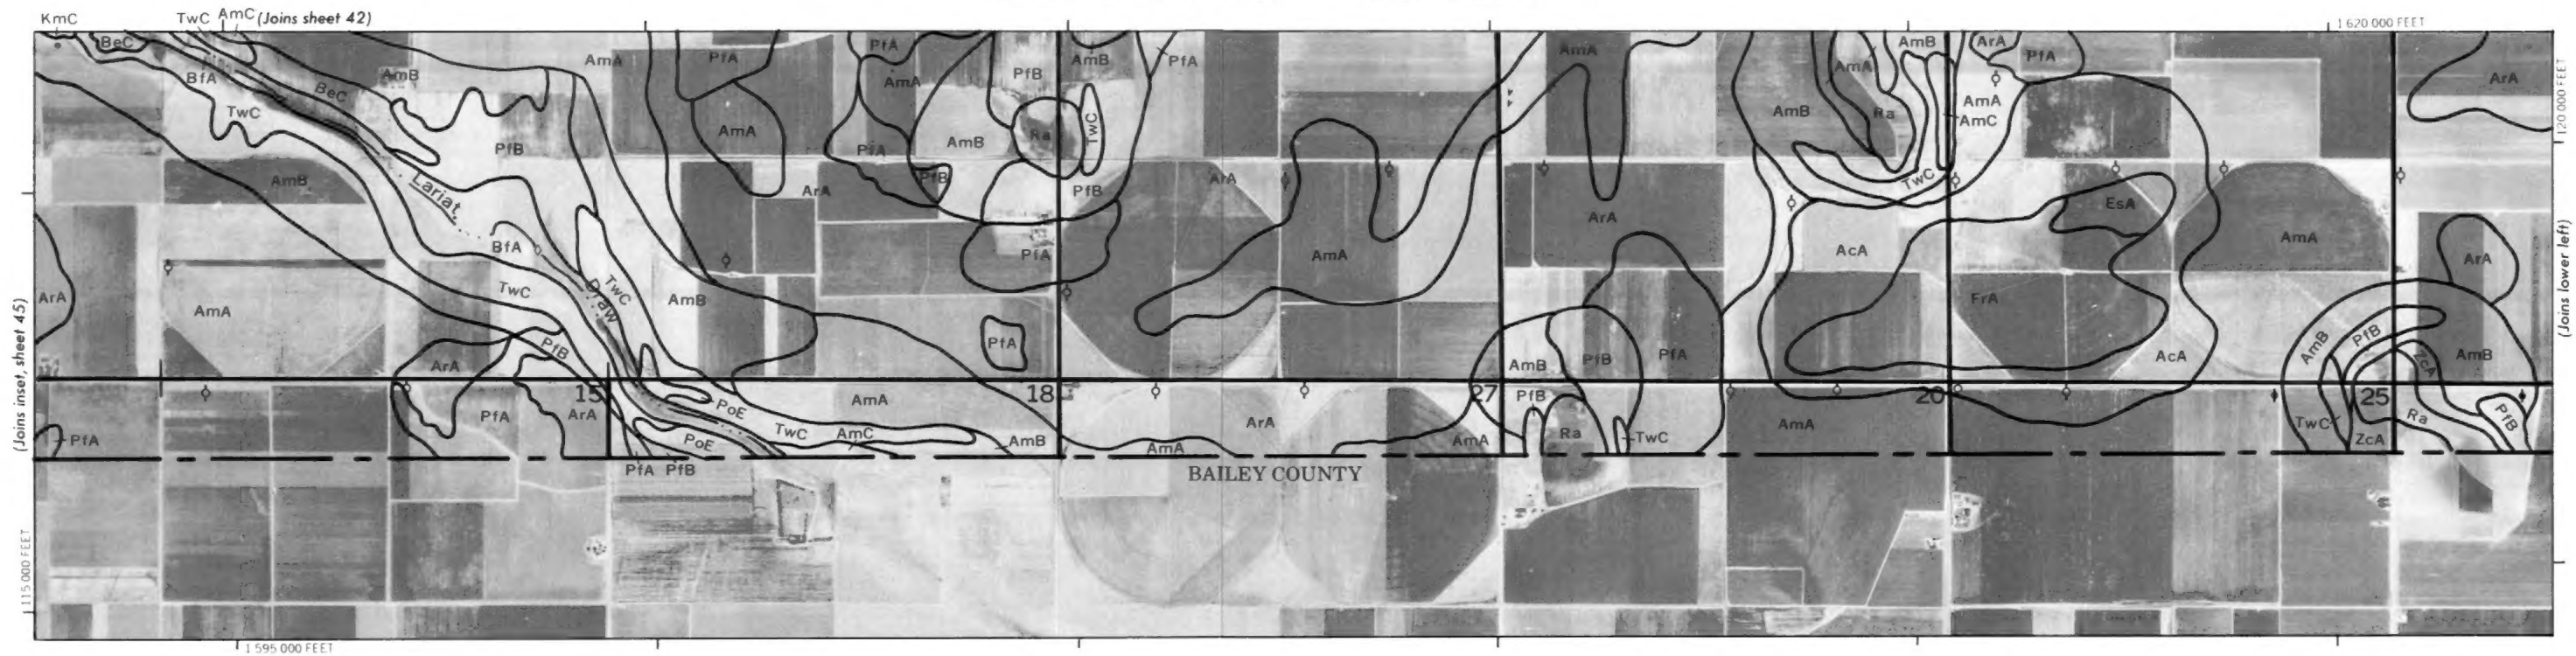 KmC
TwC AmC (Joins sheet 42)
1 620 000 FEET
BeC
BfA
TwC
BeC
AmB
AmA
PfA
PfA
AmA
PfB
AmB
PfA
AmA
AmB
AmA
AmB
ArA
PfA
ArA
AmA
AmC
Ra
120 000 FEET
AmB
PfB
AmA
PfA
AmB
Ra
TwC
PfB
PfB
ArA
ArA
TwC
EsA
AmA
ArA
Lariat
Draw
BfA
TwC
TwC
AmB
PfA
AmA
ArA
AcA
FrA
AcA
AmA
ArA
(Joins inset, sheet 45)
(Joins lower left)
ArA
PfB
PfA
AmB
PfB
PfA
AmB
PfB
ZcA
AmB
15
18
27
20
25
PfA
PfA
ArA
PoE
PoE
TwC
AmC
AmA
AmB
AmA
ArA
AmA
PfB
Ra
TwC
AmA
TwC
ZcA
Ra
PfB
PfA PfB
BAILEY COUNTY
115 000 FEET
1 595 000 FEET